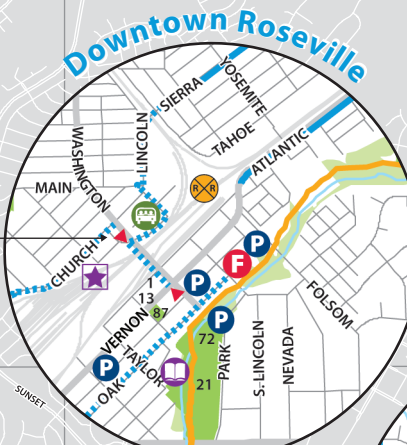 Downtown Roseville
SIERRA
YOSEMITE
TAHOE
ATLANTIC
LINCOLN
WASHINGTON
MAIN
R X R
CHURCH
P
F
P
1
13
87
P
VERNON
72
FOLSOM
P
TAYLOR
OAK
21
PARK
S. LINCOLN
NEVADA
SUNSET